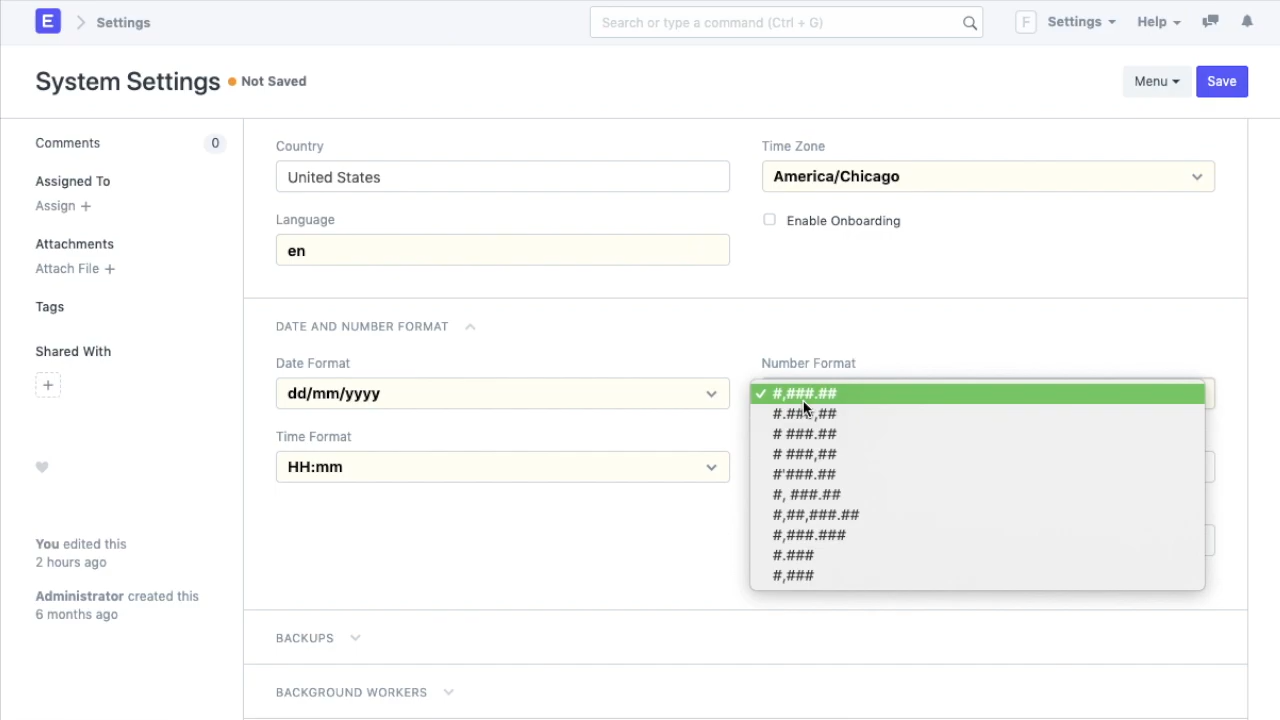 E > Settings
Search or type a command (Ctrl + G)
F Settings Help
System Settings Not Saved
Menu Save
Comments 0
Assigned To
Assign +
Attachments
Attach File +
Tags
Shared With
+
You edited this
2 hours ago
Administrator created this
6 months ago
Country
United States
Time Zone
America/Chicago
Language
en
Enable Onboarding
DATE AND NUMBER FORMAT
Date Format
dd/mm/yyyy
Time Format
HH:mm
Number Format
✓ #,###.##
#.###,##
# ###.##
# ###,##
#'###.##
#, ###.##
#,##,###.##
#,###.###
#.###
#,###
BACKUPS
BACKGROUND WORKERS